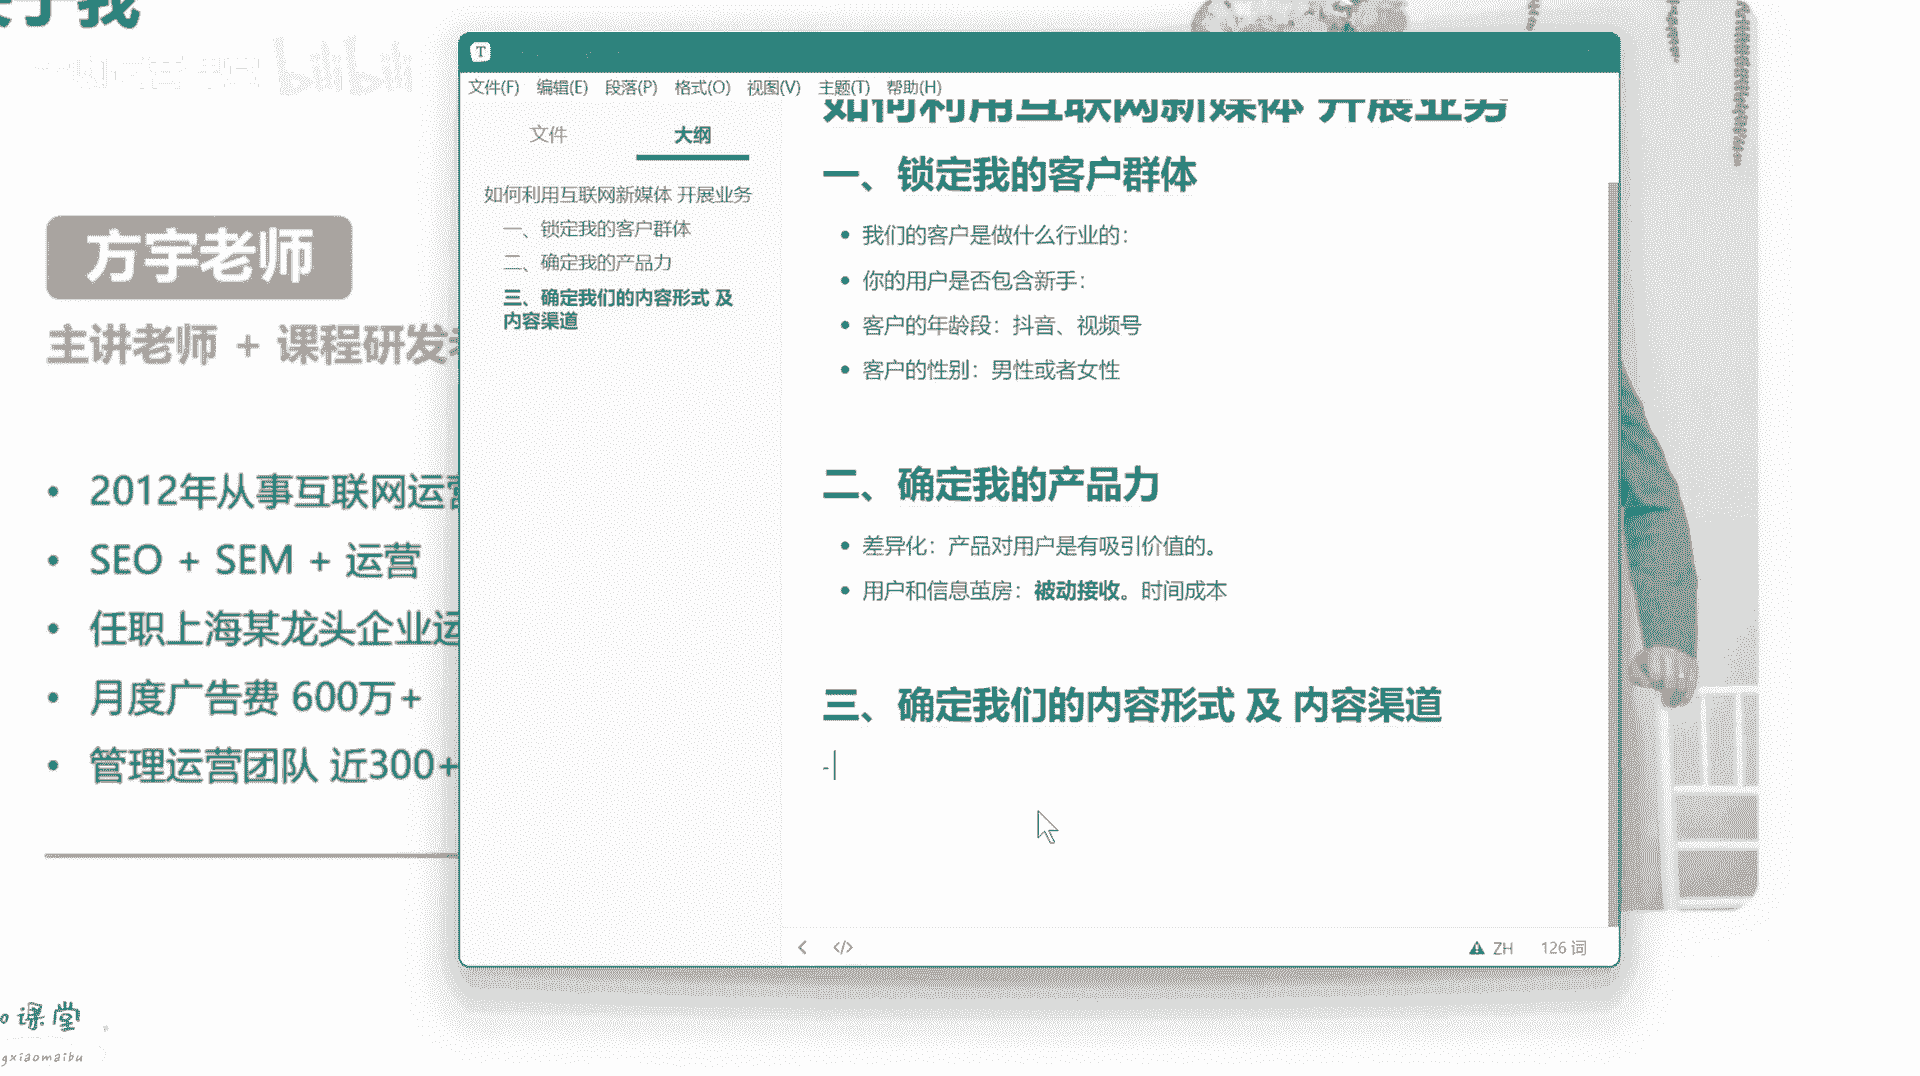 bilibili
方宇老师
主讲老师 + 课程研发
2012年从事互联网运营
SEO + SEM + 运营
任职上海某龙头企业运
月度广告费 600万+
管理运营团队 近300+
课堂
gxiaomaibu
T
文件(F) 编辑(E) 段落(P) 格式(O) 视图(V) 主题(T) 帮助(H)
文件 大纲
如何利用互联网新媒体 开展业务
一、锁定我的客户群体
二、确定我的产品力
三、确定我们的内容形式 及
内容渠道
如何利用互联网新媒体 开展业务
一、锁定我的客户群体
我们的客户是做什么行业的：
你的用户是否包含新手：
客户的年龄段：抖音、视频号
客户的性别：男性或者女性
二、确定我的产品力
差异化：产品对用户是有吸引价值的。
用户和信息茧房：被动接收。时间成本
三、确定我们的内容形式 及 内容渠道
-
</> ZH 126 词